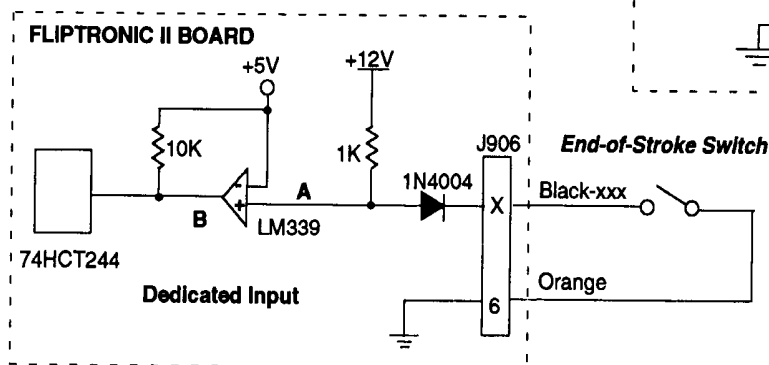 FLIPTRONIC II BOARD
+5V
+12V
10K
1K
J906
End-of-Stroke Switch
1N4004
Black-xxx
-
A
X
+
B
LM339
74HCT244
Dedicated Input
Orange
6